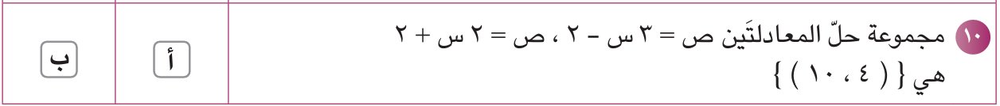 ١٠ مجموعة حلّ المعادلتَين ص = ٣ س – ٢ ، ص = ٢ س + ٢
هي { ( ٤ ، ١٠ ) }
أ ب